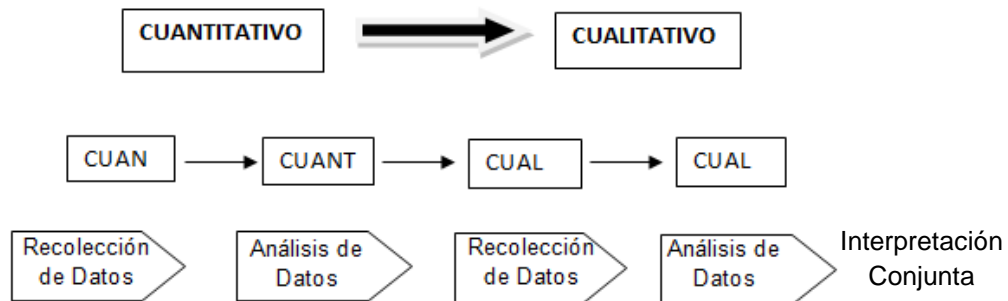 CUANTITATIVO
CUALITATIVO
CUAN
CUANT
CUAL
CUAL
Recolección
de Datos
Análisis de
Datos
Recolección
de Datos
Análisis de
Datos
Interpretación
Conjunta